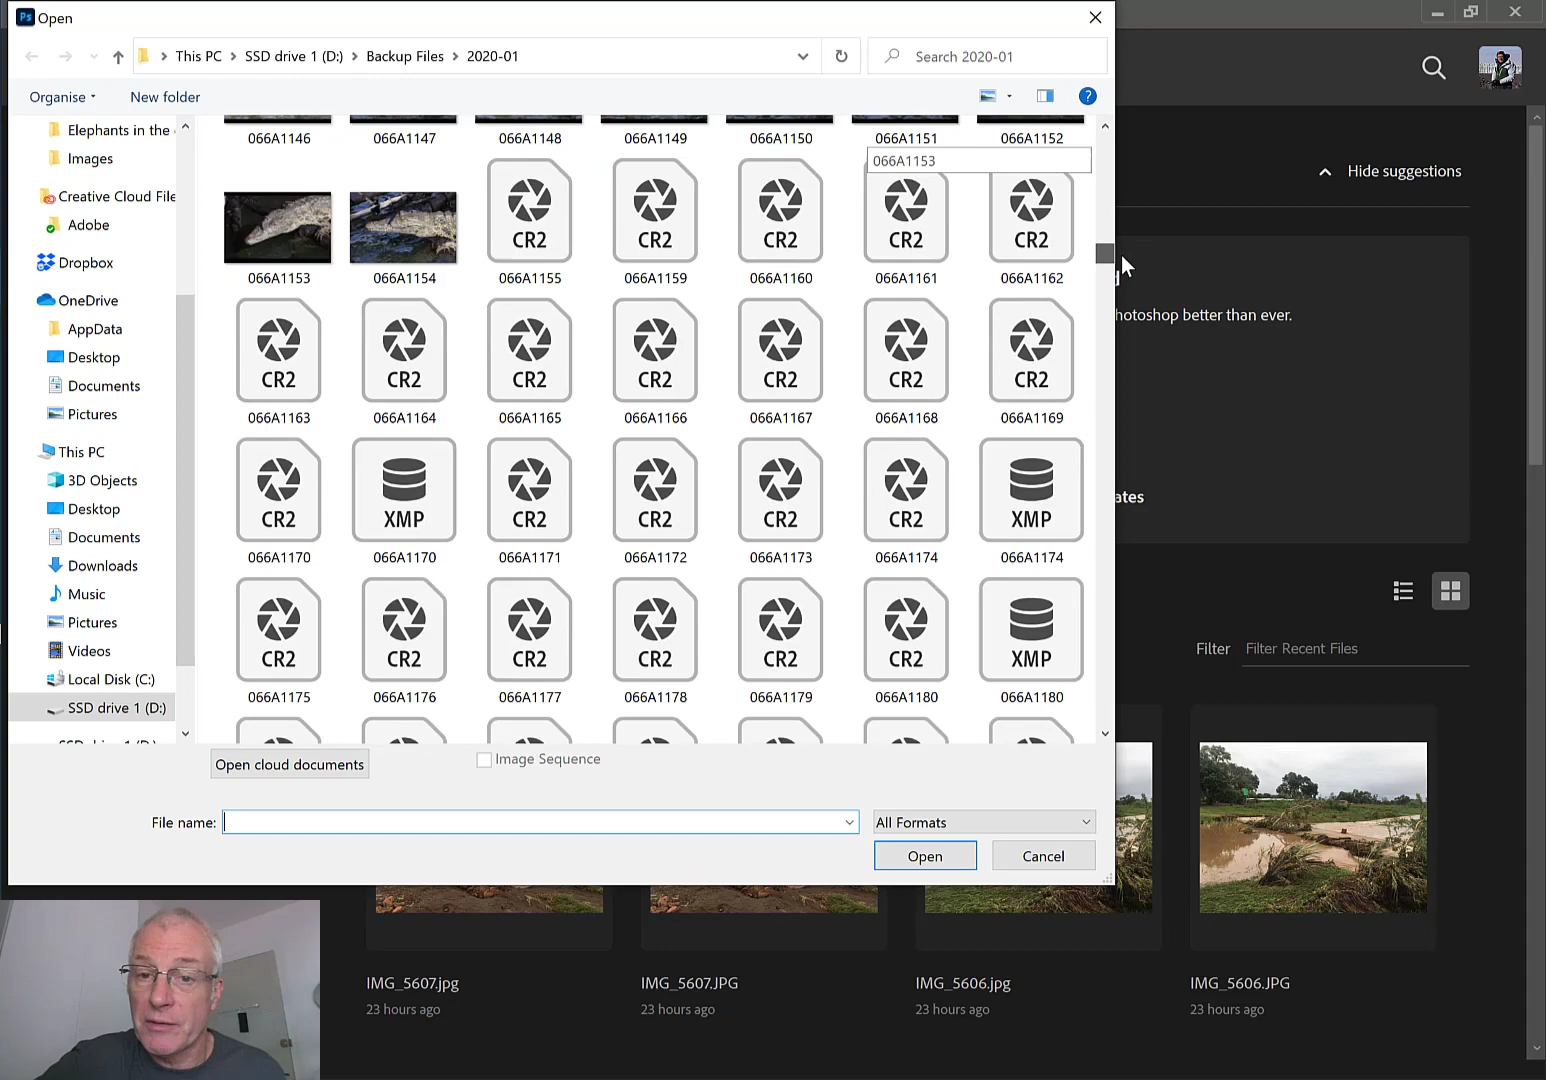 Ps Open
This PC > SSD drive 1 (D:) > Backup Files > 2020-01
Search 2020-01
Organise
New folder
?
Elephants in the
Images
Creative Cloud File
Adobe
Dropbox
OneDrive
AppData
Desktop
Documents
Pictures
This PC
3D Objects
Desktop
Documents
Downloads
Music
Pictures
Videos
Local Disk (C:)
SSD drive 1 (D:)
066A1146 066A1147 066A1148 066A1149 066A1150 066A1151 066A1152
066A1153
CR2 CR2 CR2 CR2 CR2
066A1153 066A1154 066A1155 066A1159 066A1160 066A1161 066A1162
CR2 CR2 CR2 CR2 CR2 CR2 CR2
066A1163 066A1164 066A1165 066A1166 066A1167 066A1168 066A1169
CR2 XMP CR2 CR2 CR2 CR2 XMP
066A1170 066A1170 066A1171 066A1172 066A1173 066A1174 066A1174
CR2 CR2 CR2 CR2 CR2 CR2 XMP
066A1175 066A1176 066A1177 066A1178 066A1179 066A1180 066A1180
Open cloud documents
Image Sequence
File name:
All Formats
Open
Cancel
Hide suggestions
hotoshop better than ever.
ates
Filter
Filter Recent Files
IMG_5607.jpg
23 hours ago
IMG_5607.JPG
23 hours ago
IMG_5606.jpg
23 hours ago
IMG_5606.JPG
23 hours ago